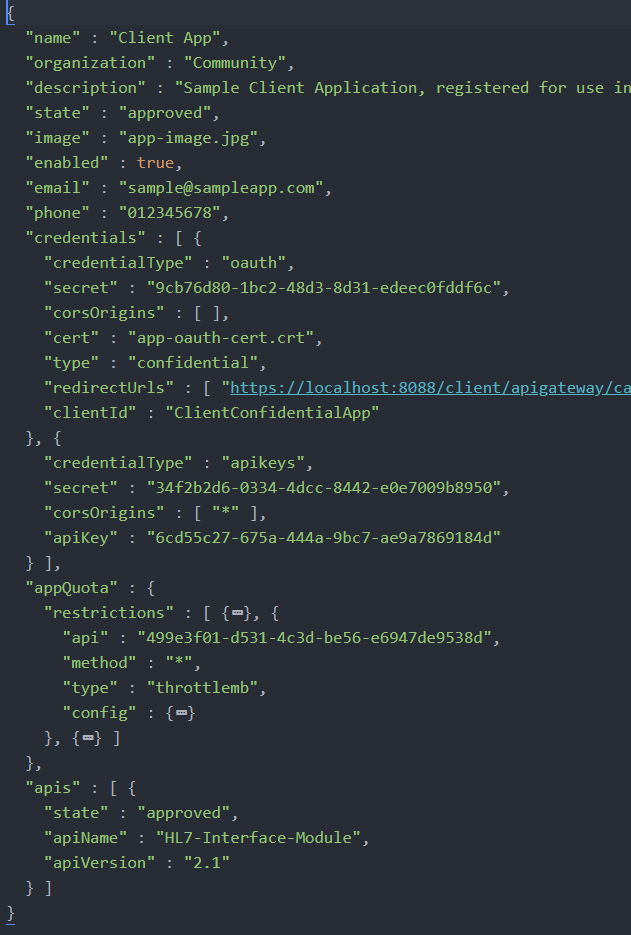 {
  "name" : "Client App",
  "organization" : "Community",
  "description" : "Sample Client Application, registered for use in
  "state" : "approved",
  "image" : "app-image.jpg",
  "enabled" : true,
  "email" : "sample@sampleapp.com",
  "phone" : "012345678",
  "credentials" : [ {
    "credentialType" : "oauth",
    "secret" : "9cb76d80-1bc2-48d3-8d31-edeec0fddf6c",
    "corsOrigins" : [ ],
    "cert" : "app-oauth-cert.crt",
    "type" : "confidential",
    "redirectUrls" : [ "https://localhost:8088/client/apigateway/ca
    "clientId" : "ClientConfidentialApp"
  }, {
    "credentialType" : "apikeys",
    "secret" : "34f2b2d6-0334-4dcc-8442-e0e7009b8950",
    "corsOrigins" : [ "*" ],
    "apiKey" : "6cd55c27-675a-444a-9bc7-ae9a7869184d"
  } ],
  "appQuota" : {
    "restrictions" : [ {…}, {
      "api" : "499e3f01-d531-4c3d-be56-e6947de9538d",
      "method" : "*",
      "type" : "throttlemb",
      "config" : {…}
    }, {…} ]
  },
  "apis" : [ {
    "state" : "approved",
    "apiName" : "HL7-Interface-Module",
    "apiVersion" : "2.1"
  } ]
}